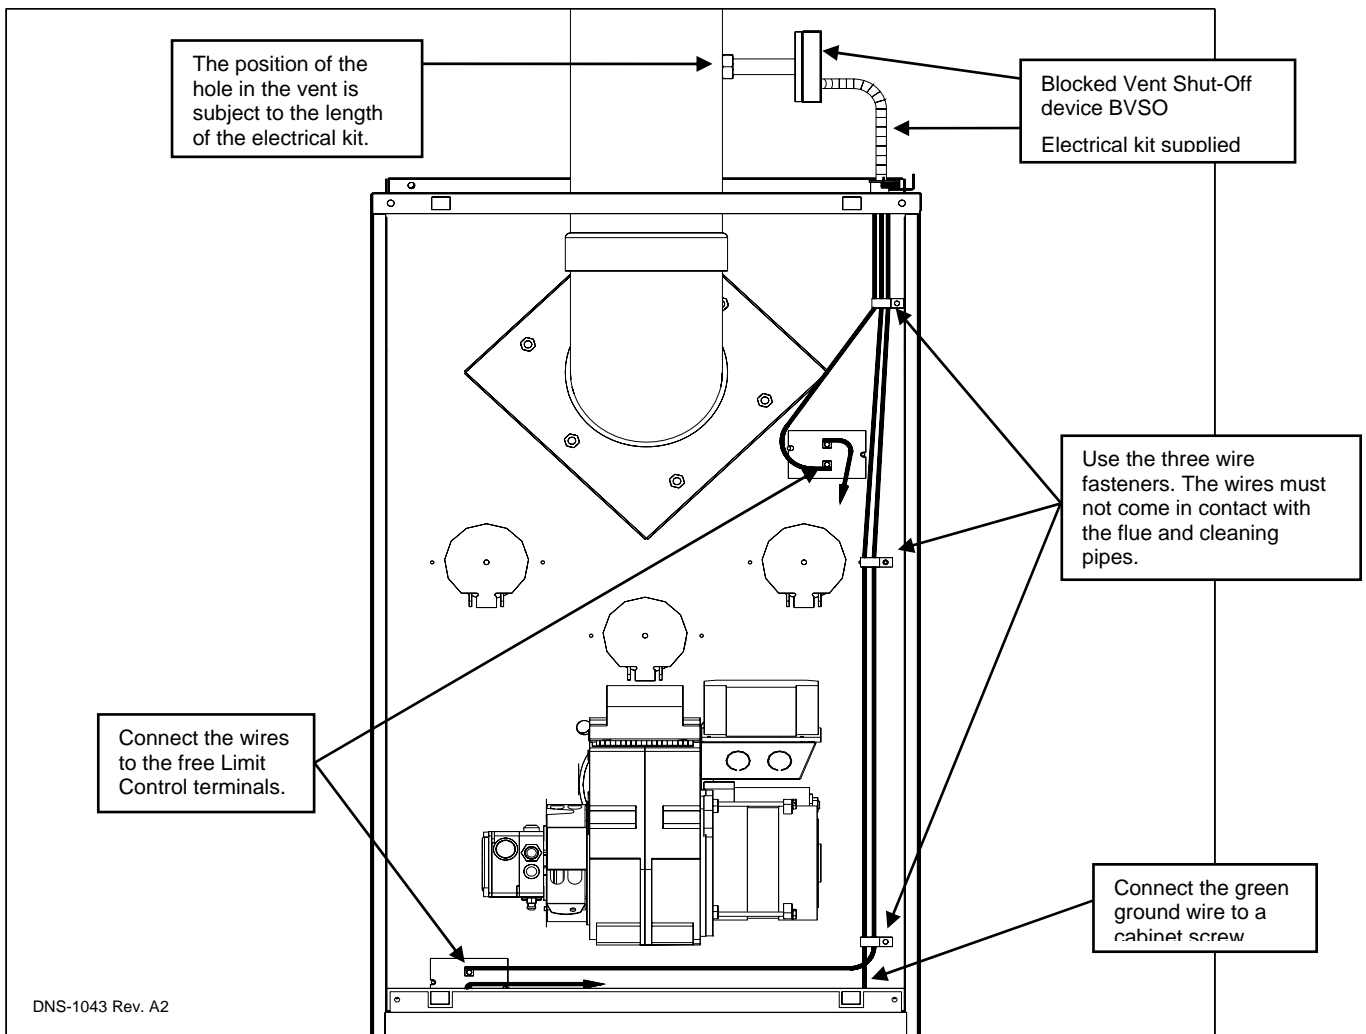 The position of the
hole in the vent is
subject to the length
of the electrical kit.
Blocked Vent Shut-Off
device BVSO
Electrical kit supplied
Use the three wire
fasteners. The wires must
not come in contact with
the flue and cleaning
pipes.
Connect the wires
to the free Limit
Control terminals.
Connect the green
ground wire to a
cabinet screw
DNS-1043 Rev. A2